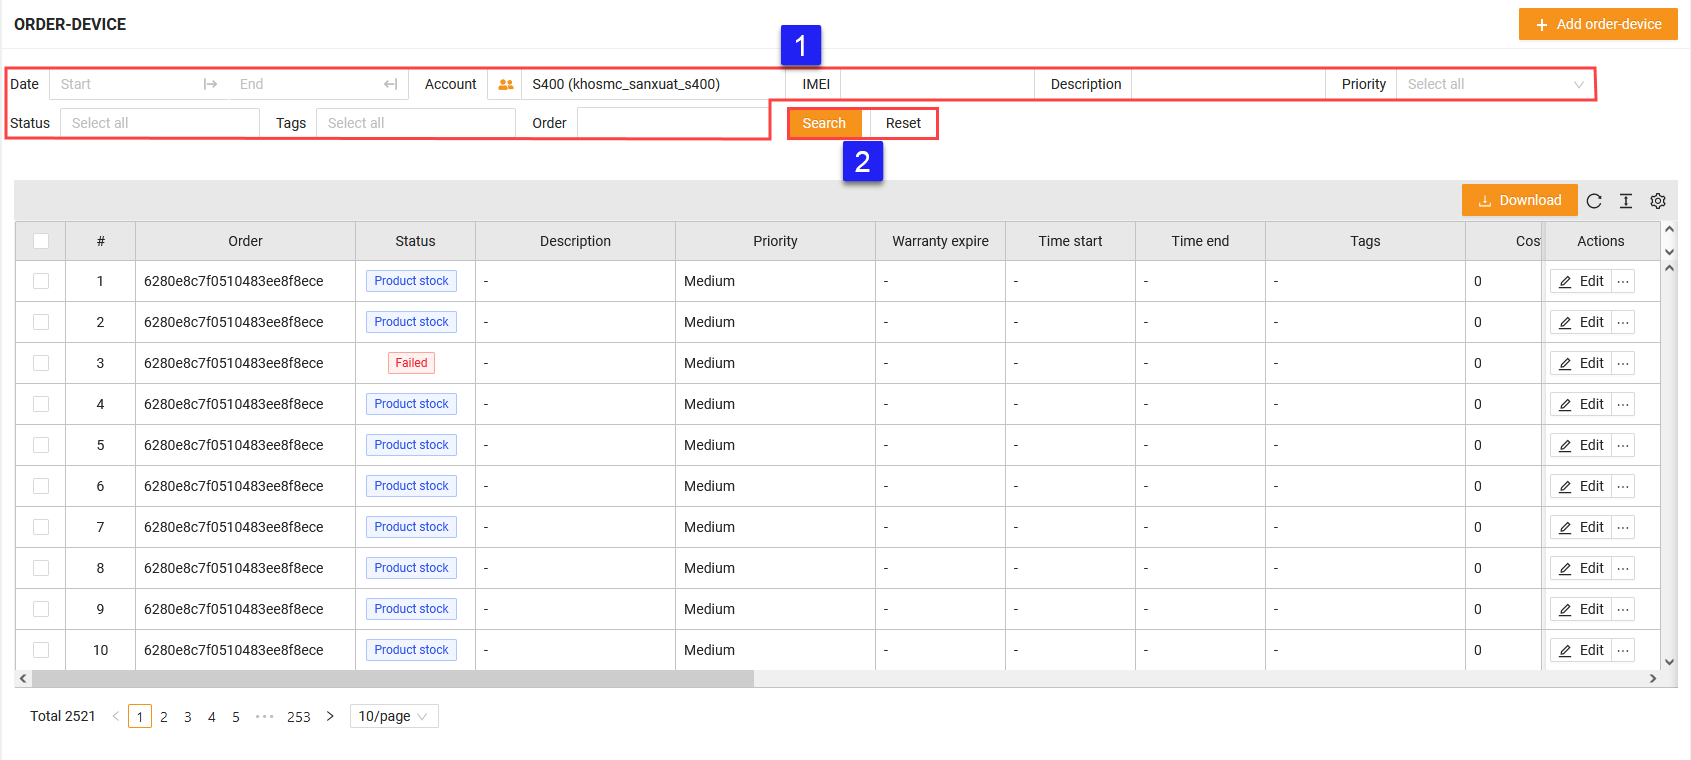 ORDER-DEVICE
Add order-device
1
Date Start End Account S400 (khosmc_sanxuat_s400) IMEI Description Priority Select all
Status Select all Tags Select all Order Search Reset
2
Download
# Order Status Description Priority Warranty expire Time start Time end Tags Cos Actions
1 6280e8c7f0510483ee8f8ece Product stock - Medium - - - - 0 Edit ...
2 6280e8c7f0510483ee8f8ece Product stock - Medium - - - - 0 Edit ...
3 6280e8c7f0510483ee8f8ece Failed - Medium - - - - 0 Edit ...
4 6280e8c7f0510483ee8f8ece Product stock - Medium - - - - 0 Edit ...
5 6280e8c7f0510483ee8f8ece Product stock - Medium - - - - 0 Edit ...
6 6280e8c7f0510483ee8f8ece Product stock - Medium - - - - 0 Edit ...
7 6280e8c7f0510483ee8f8ece Product stock - Medium - - - - 0 Edit ...
8 6280e8c7f0510483ee8f8ece Product stock - Medium - - - - 0 Edit ...
9 6280e8c7f0510483ee8f8ece Product stock - Medium - - - - 0 Edit ...
10 6280e8c7f0510483ee8f8ece Product stock - Medium - - - - 0 Edit ...
Total 2521 < 1 2 3 4 5 ••• 253 > 10/page